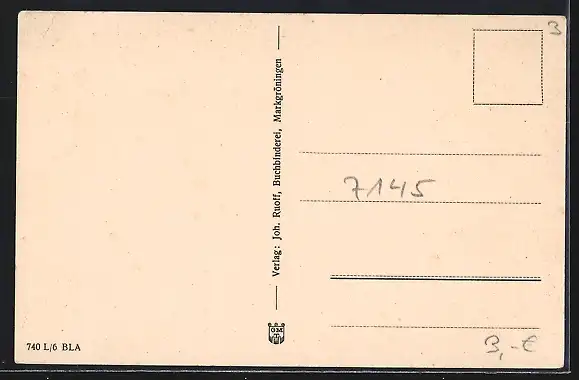 3
Verlag: Joh. Ruoff, Buchbinderei, Markgröningen
7145
740 L/6 BLA
3,-€